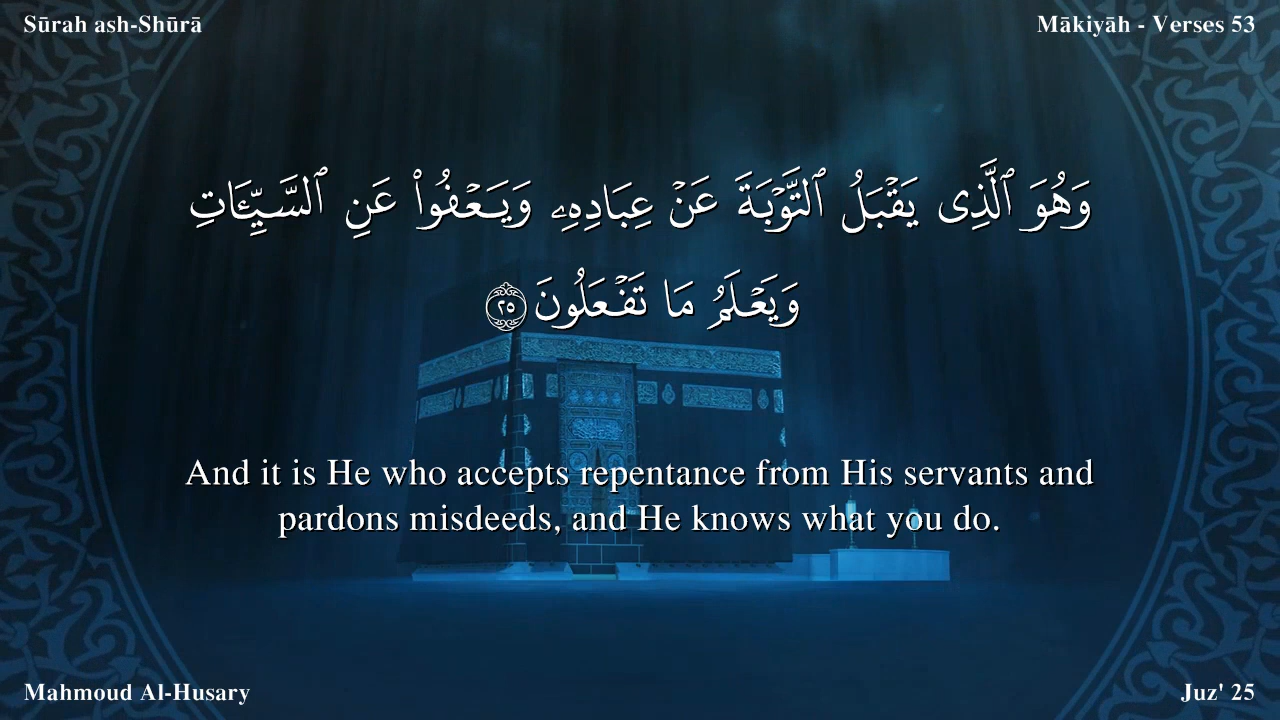 Sūrah ash-Shūrā
Mākiyāh - Verses 53
وَهُوَ ٱلَّذِى يَقْبَلُ ٱلتَّوْبَةَ عَنْ عِبَادِهِۦ وَيَعْفُوا۟ عَنِ ٱلسَّيِّـَٔاتِ
وَيَعْلَمُ مَا تَفْعَلُونَ ٢٥
And it is He who accepts repentance from His servants and
pardons misdeeds, and He knows what you do.
Mahmoud Al-Husary
Juz' 25